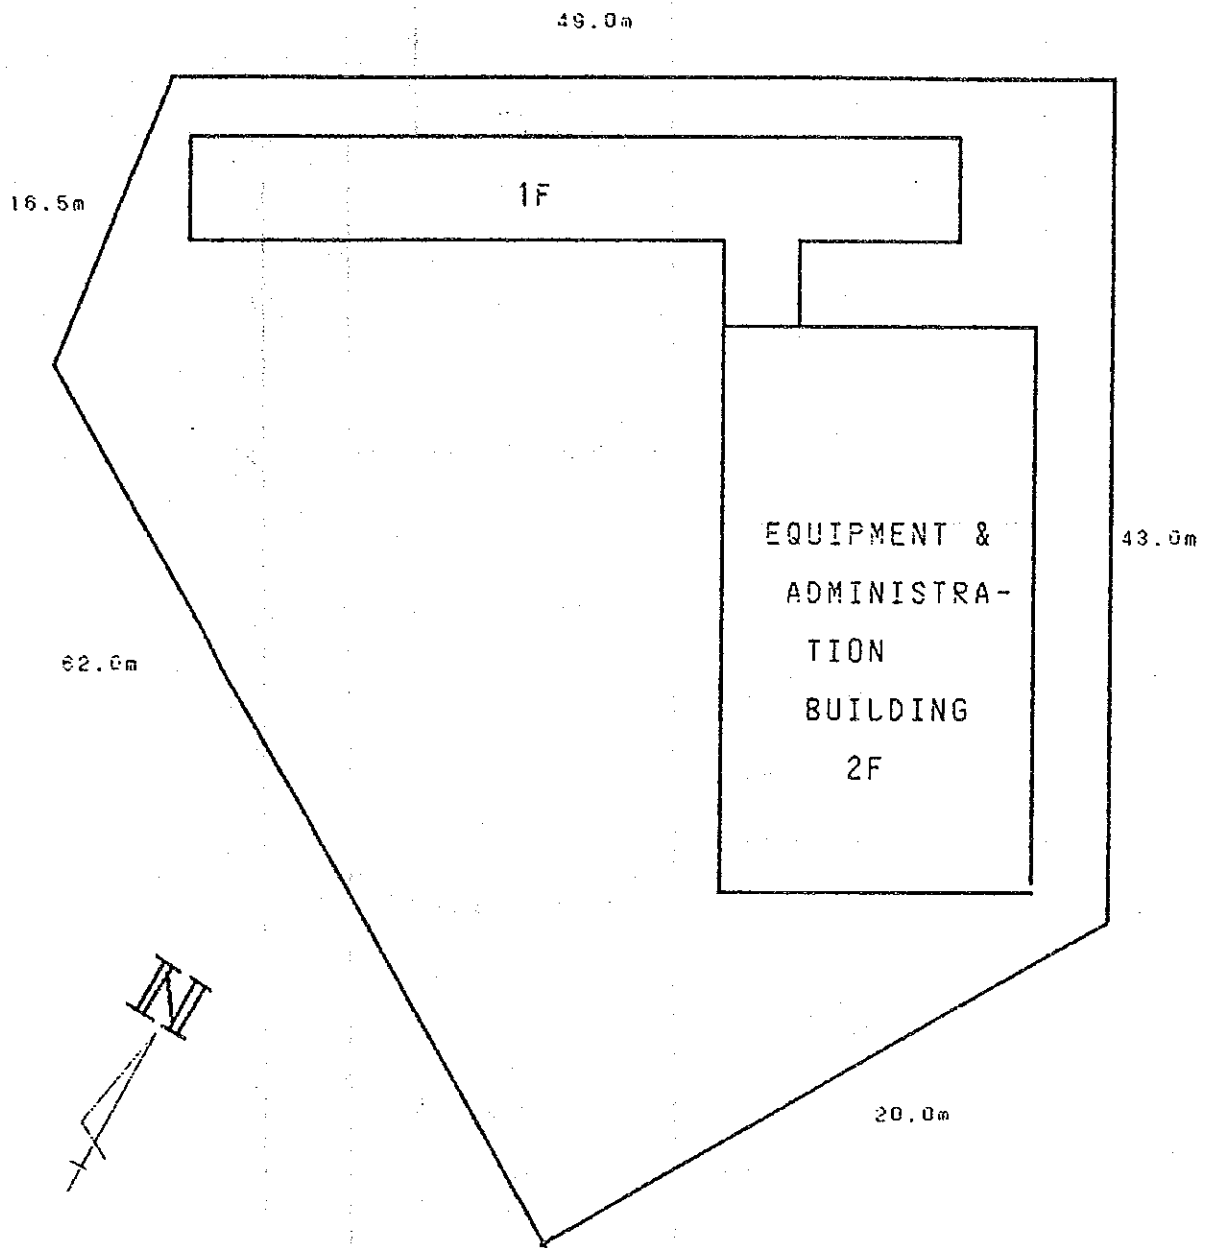 49.0m
1F
16.5m
EQUIPMENT &
ADMINISTRA-
TION
BUILDING
2F
43.0m
62.0m
N
20.0m